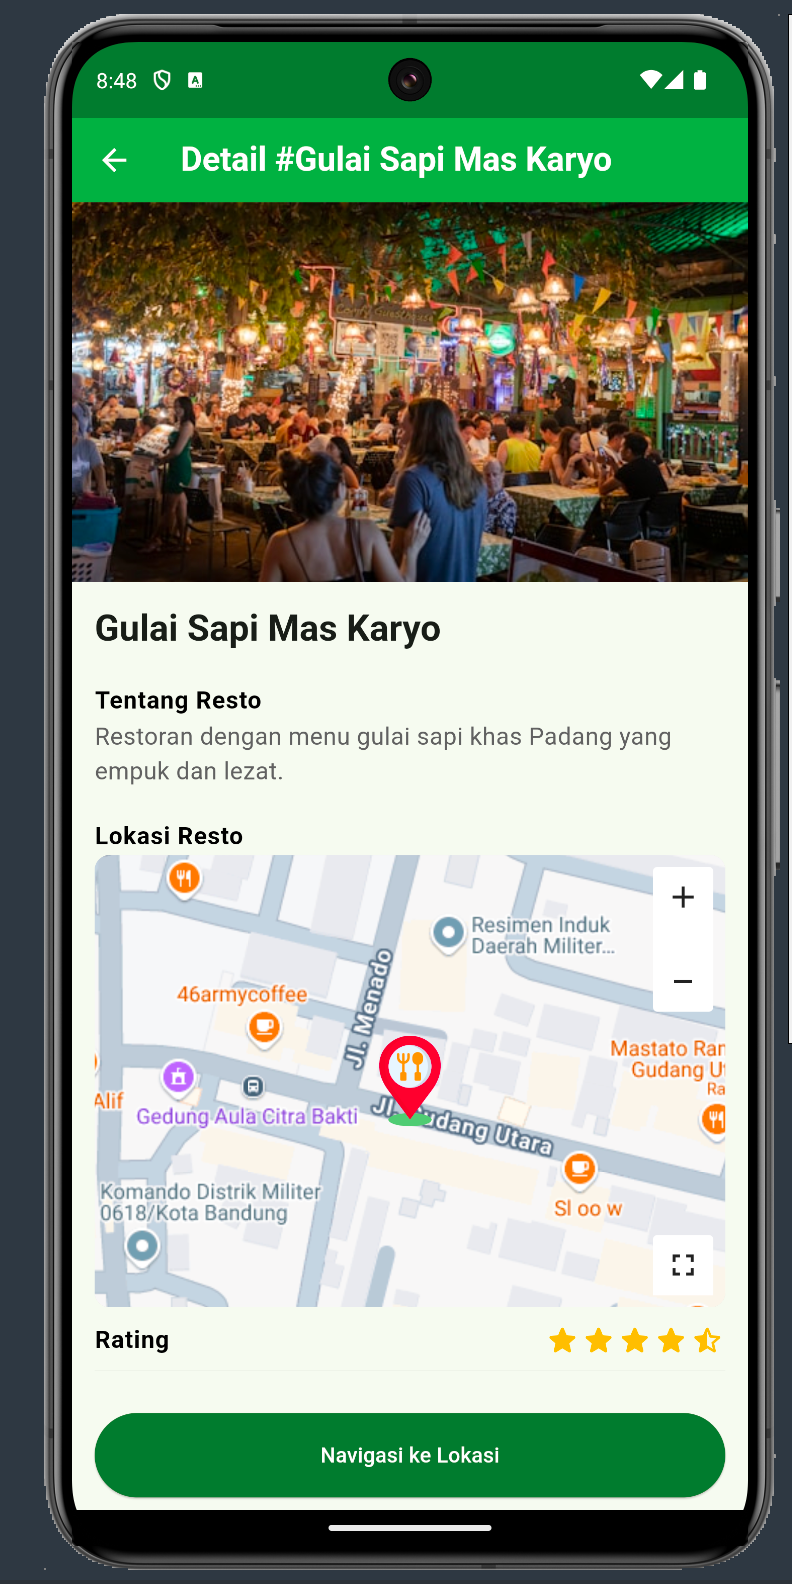 8:48
Detail #Gulai Sapi Mas Karyo
Gulai Sapi Mas Karyo
Tentang Resto
Restoran dengan menu gulai sapi khas Padang yang
empuk dan lezat.
Lokasi Resto
Resimen Induk
Daerah Militer...
46armycoffee
Jl. Menado
Mastato Ran
Gudang Ut
Ra
Alif
Gedung Aula Citra Bakti
Jl. G dang Utara
Komando Distrik Militer
0618/Kota Bandung
Sl oo w
Rating
Navigasi ke Lokasi